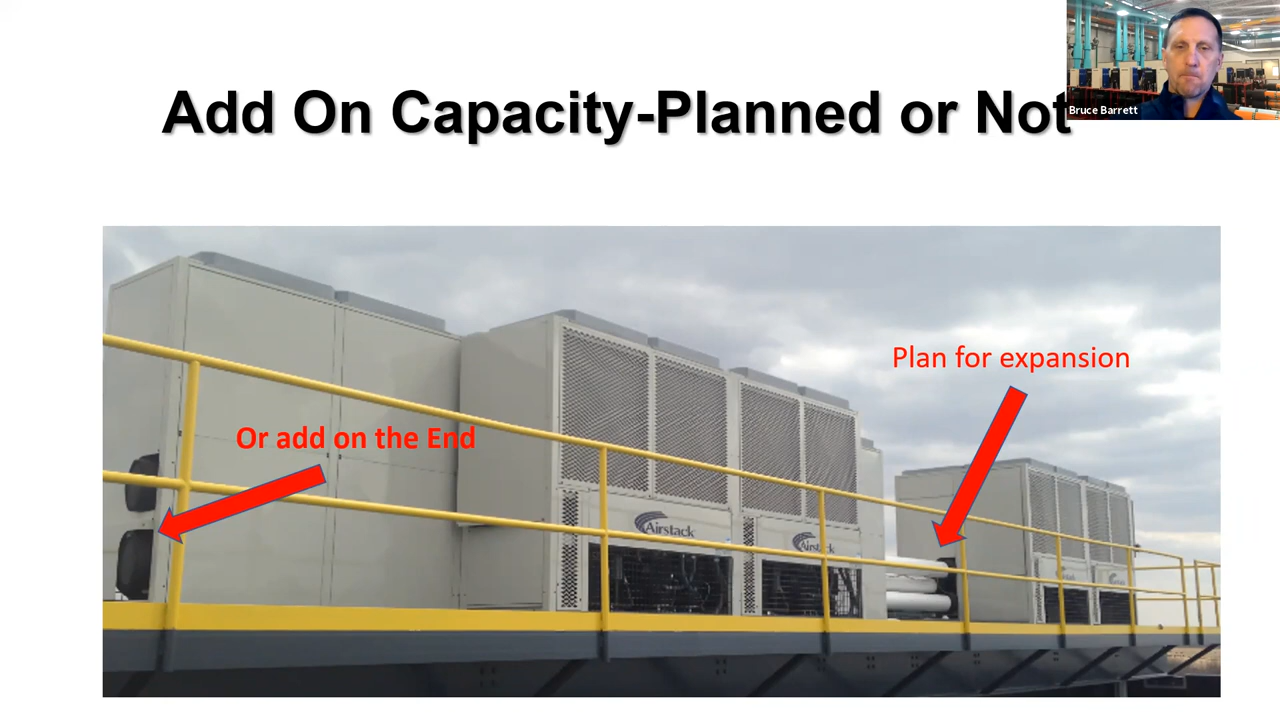 Add On Capacity-Planned or Not
Bruce Barrett
Plan for expansion
Or add on the End
Airstack
Airstack